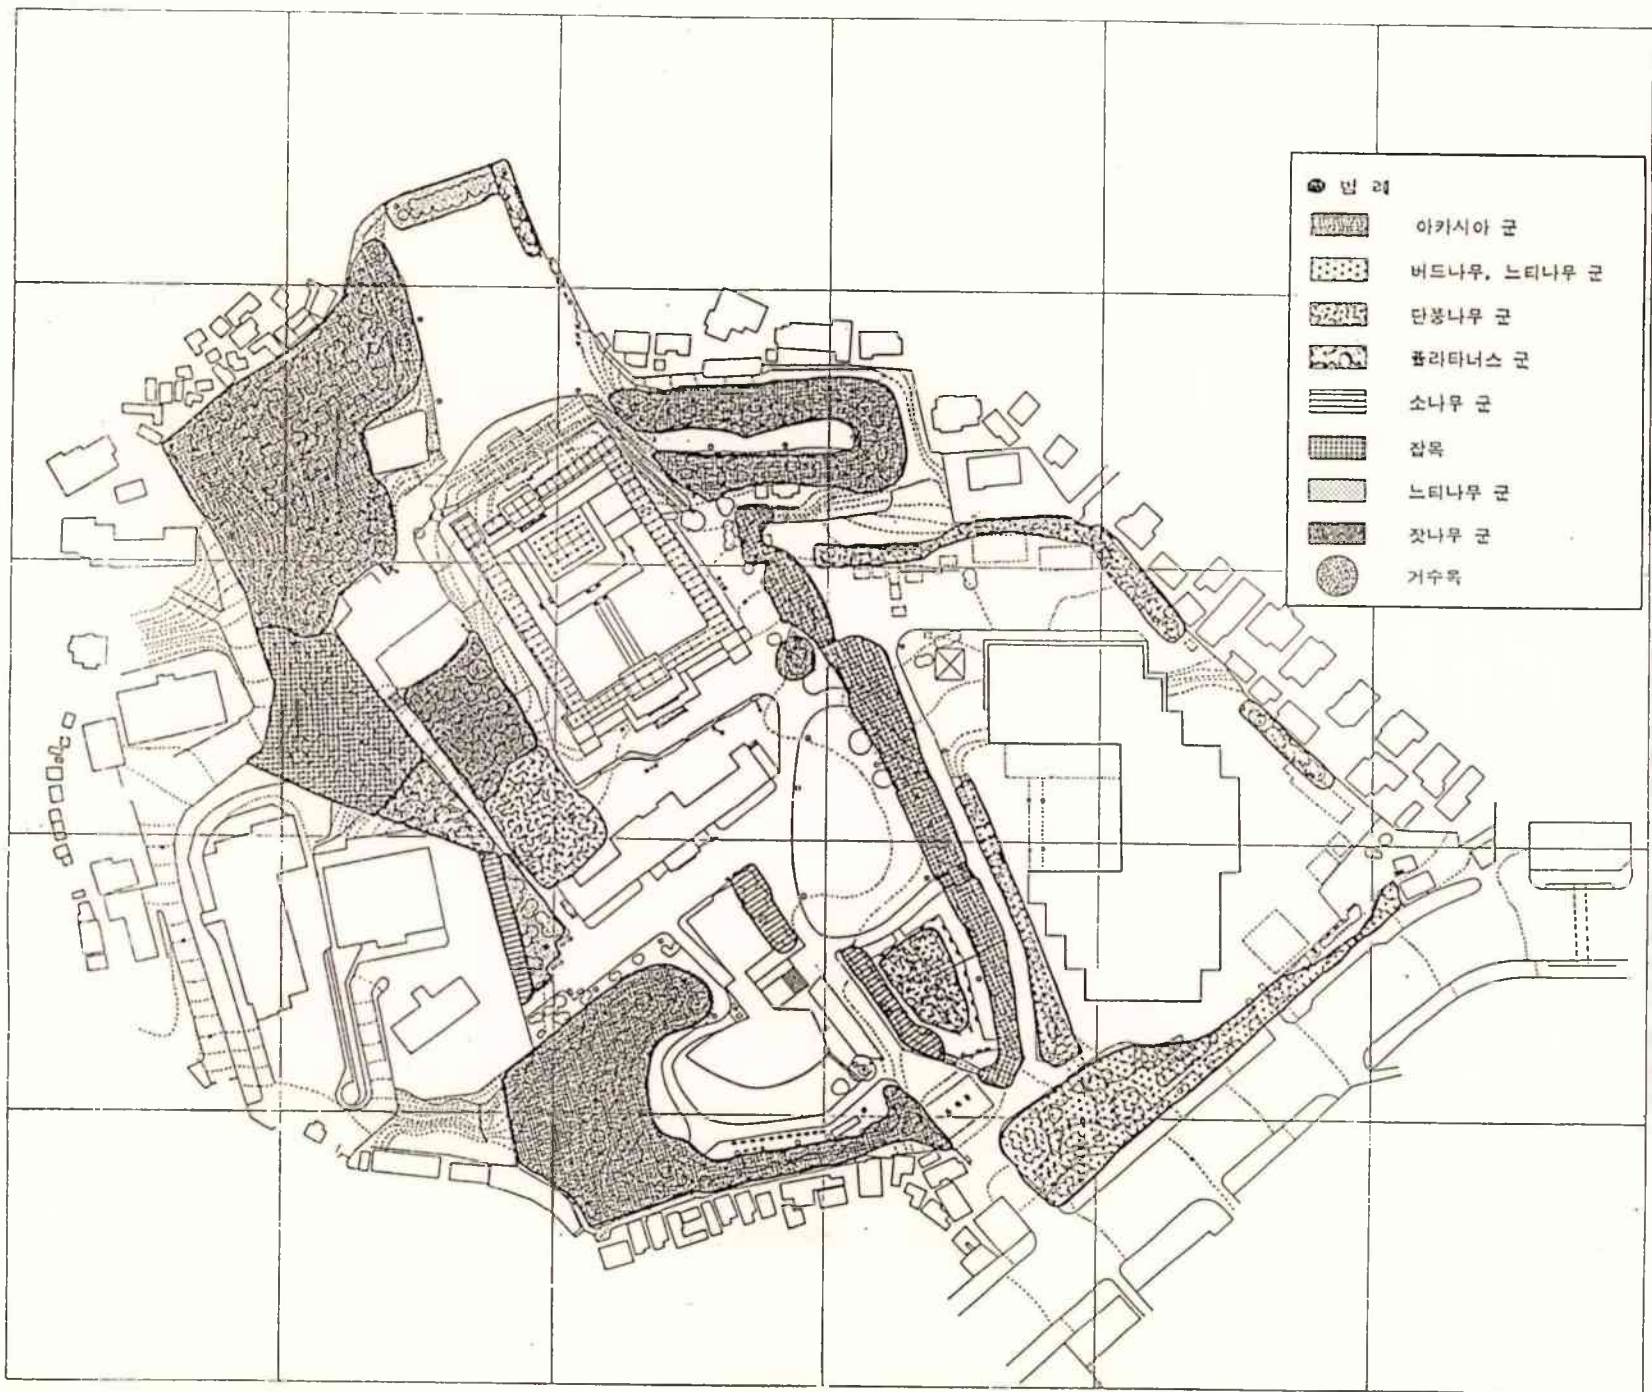 범 례
아카시아 군
버드나무, 느티나무 군
단풍나무 군
플라타너스 군
소나무 군
잡목
느티나무 군
잣나무 군
거수목